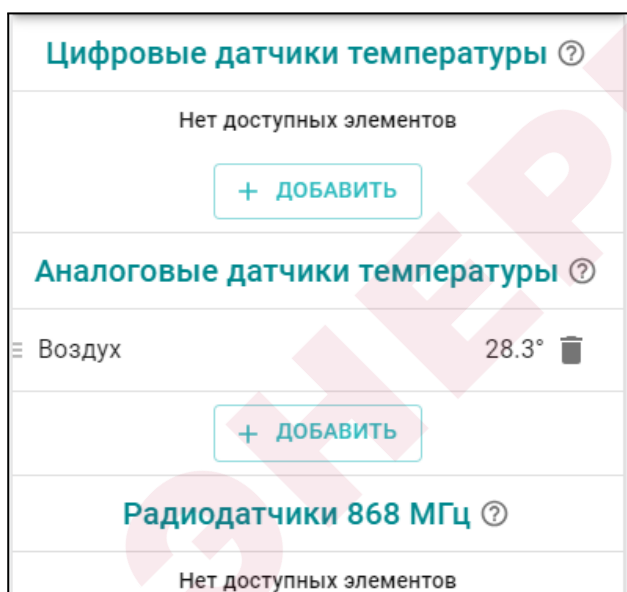 Цифровые датчики температуры ?
Нет доступных элементов
+ ДОБАВИТЬ
Аналоговые датчики температуры ?
Воздух 28.3°
+ ДОБАВИТЬ
Радиодатчики 868 МГц ?
Нет доступных элементов